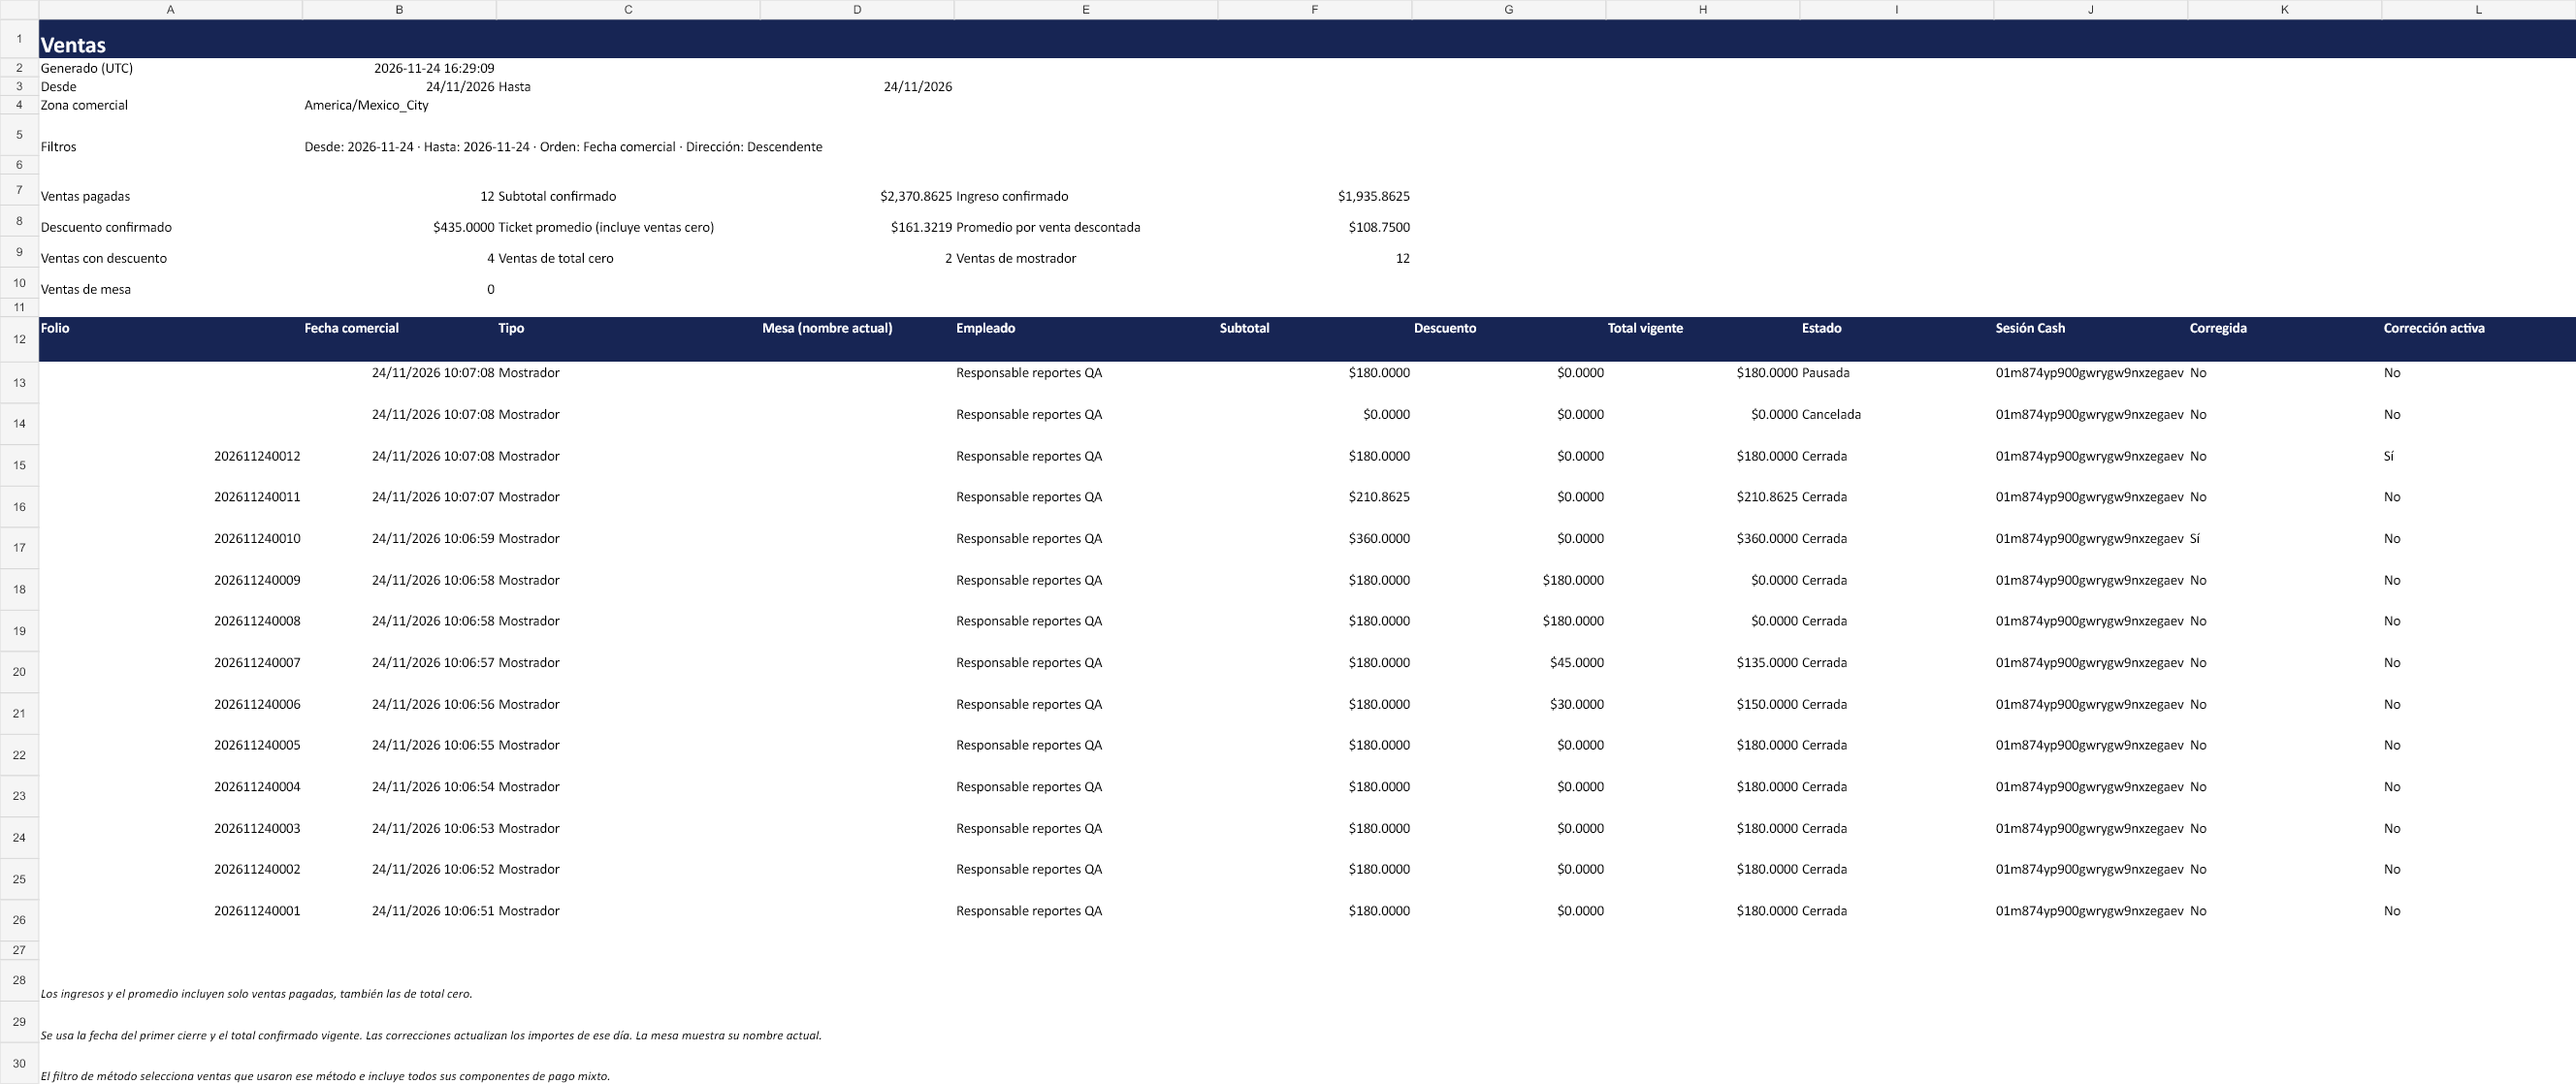 A B C D E F G H I J K L
1 Ventas
2 Generado (UTC) 2026-11-24 16:29:09
3 Desde 24/11/2026 Hasta 24/11/2026
4 Zona comercial America/Mexico_City
5 Filtros Desde: 2026-11-24 · Hasta: 2026-11-24 · Orden: Fecha comercial · Dirección: Descendente
6
7 Ventas pagadas 12 Subtotal confirmado $2,370.8625 Ingreso confirmado $1,935.8625
8 Descuento confirmado $435.0000 Ticket promedio (incluye ventas cero) $161.3219 Promedio por venta descontada $108.7500
9 Ventas con descuento 4 Ventas de total cero 2 Ventas de mostrador 12
10 Ventas de mesa 0
11
12 Folio Fecha comercial Tipo Mesa (nombre actual) Empleado Subtotal Descuento Total vigente Estado Sesión Cash Corregida Corrección activa
13 24/11/2026 10:07:08 Mostrador Responsable reportes QA $180.0000 $0.0000 $180.0000 Pausada 01m874yp900gwrygw9nxzegaev No No
14 24/11/2026 10:07:08 Mostrador Responsable reportes QA $0.0000 $0.0000 $0.0000 Cancelada 01m874yp900gwrygw9nxzegaev No No
15 202611240012 24/11/2026 10:07:08 Mostrador Responsable reportes QA $180.0000 $0.0000 $180.0000 Cerrada 01m874yp900gwrygw9nxzegaev No Sí
16 202611240011 24/11/2026 10:07:07 Mostrador Responsable reportes QA $210.8625 $0.0000 $210.8625 Cerrada 01m874yp900gwrygw9nxzegaev No No
17 202611240010 24/11/2026 10:06:59 Mostrador Responsable reportes QA $360.0000 $0.0000 $360.0000 Cerrada 01m874yp900gwrygw9nxzegaev Sí No
18 202611240009 24/11/2026 10:06:58 Mostrador Responsable reportes QA $180.0000 $180.0000 $0.0000 Cerrada 01m874yp900gwrygw9nxzegaev No No
19 202611240008 24/11/2026 10:06:58 Mostrador Responsable reportes QA $180.0000 $180.0000 $0.0000 Cerrada 01m874yp900gwrygw9nxzegaev No No
20 202611240007 24/11/2026 10:06:57 Mostrador Responsable reportes QA $180.0000 $45.0000 $135.0000 Cerrada 01m874yp900gwrygw9nxzegaev No No
21 202611240006 24/11/2026 10:06:56 Mostrador Responsable reportes QA $180.0000 $30.0000 $150.0000 Cerrada 01m874yp900gwrygw9nxzegaev No No
22 202611240005 24/11/2026 10:06:55 Mostrador Responsable reportes QA $180.0000 $0.0000 $180.0000 Cerrada 01m874yp900gwrygw9nxzegaev No No
23 202611240004 24/11/2026 10:06:54 Mostrador Responsable reportes QA $180.0000 $0.0000 $180.0000 Cerrada 01m874yp900gwrygw9nxzegaev No No
24 202611240003 24/11/2026 10:06:53 Mostrador Responsable reportes QA $180.0000 $0.0000 $180.0000 Cerrada 01m874yp900gwrygw9nxzegaev No No
25 202611240002 24/11/2026 10:06:52 Mostrador Responsable reportes QA $180.0000 $0.0000 $180.0000 Cerrada 01m874yp900gwrygw9nxzegaev No No
26 202611240001 24/11/2026 10:06:51 Mostrador Responsable reportes QA $180.0000 $0.0000 $180.0000 Cerrada 01m874yp900gwrygw9nxzegaev No No
27
28 Los ingresos y el promedio incluyen solo ventas pagadas, también las de total cero.
29 Se usa la fecha del primer cierre y el total confirmado vigente. Las correcciones actualizan los importes de ese día. La mesa muestra su nombre actual.
30 El filtro de método selecciona ventas que usaron ese método e incluye todos sus componentes de pago mixto.